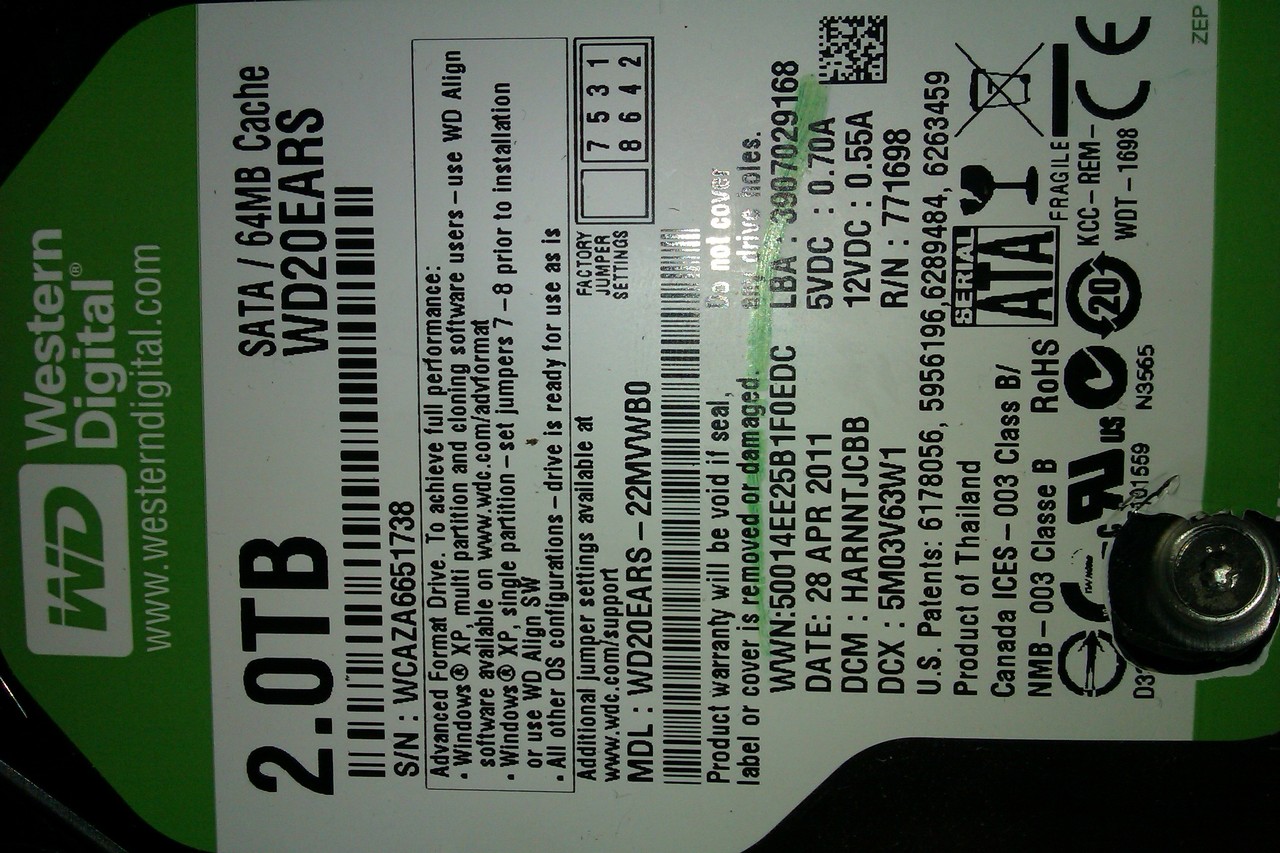 WD Western
Digital®
www.westerndigital.com
2.0TB
SATA / 64MB Cache
WD20EARS
S/N : WCAZA6651738
Advanced Format Drive. To achieve full performance:
• Windows® XP, multi partition and cloning software users – use WD Align
software available on www.wdc.com/advformat
• Windows® XP, single partition – set jumpers 7 – 8 prior to installation
or use WD Align SW
• All other OS configurations – drive is ready for use as is
Additional jumper settings available at
www.wdc.com/support
FACTORY
JUMPER
SETTINGS
7 5 3 1
8 6 4 2
MDL : WD20EARS – 22MVWB0
Product warranty will be void if seal,
label or cover is removed or damaged.
Do not cover
any drive holes.
WWN:50014EE25B1F0EDC
LBA : 3907029168
DATE: 28 APR 2011
5VDC : 0.70A
DCM : HARNNTJCBB
12VDC : 0.55A
DCX : 5M03V63W1
R/N : 771698
U.S. Patents: 6178056, 5956196, 6289484, 6263459
Product of Thailand
Canada ICES – 003 Class B/
NMB – 003 Classe B
RoHS
SERIAL
ATA
FRAGILE
US
20
KCC – REM –
WDT – 1698
CE
N3565
ZEP